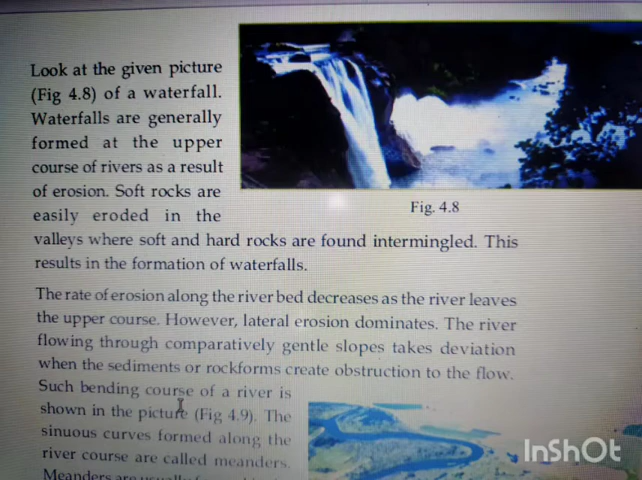 Look at the given picture
(Fig 4.8) of a waterfall.
Waterfalls are generally
formed at the upper
course of rivers as a result
of erosion. Soft rocks are
easily eroded in the
Fig. 4.8
valleys where soft and hard rocks are found intermingled. This
results in the formation of waterfalls.
The rate of erosion along the river bed decreases as the river leaves
the upper course. However, lateral erosion dominates. The river
flowing through comparatively gentle slopes takes deviation
when the sediments or rockforms create obstruction to the flow.
Such bending course of a river is
shown in the picture (Fig 4.9). The
sinuous curves formed along the
river course are called meanders.
Meanders are usually
InShOt